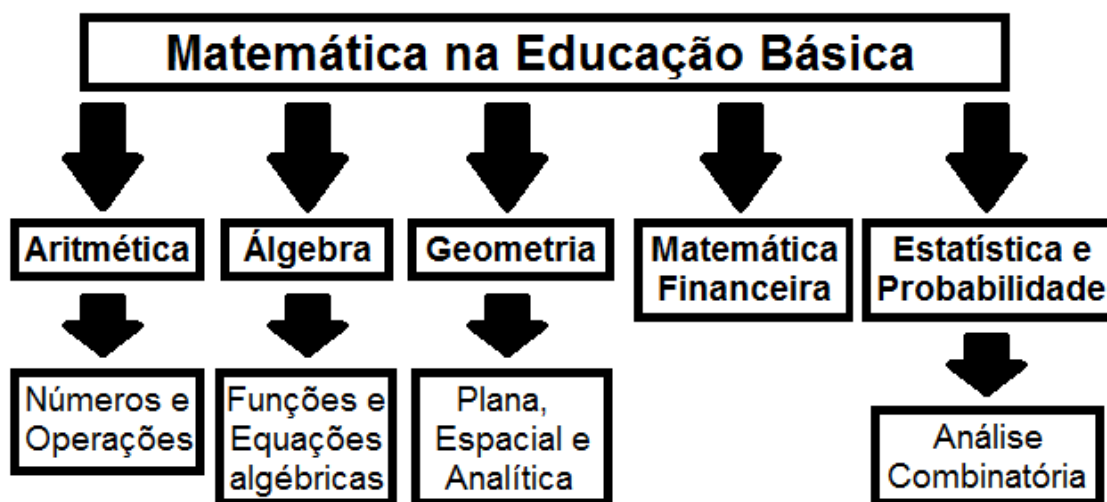 Matemática na Educação Básica
Aritmética
Álgebra
Geometria
Matemática
Financeira
Estatística e
Probabilidade
Números e
Operações
Funções e
Equações
algébricas
Plana,
Espacial e
Analítica
Análise
Combinatória